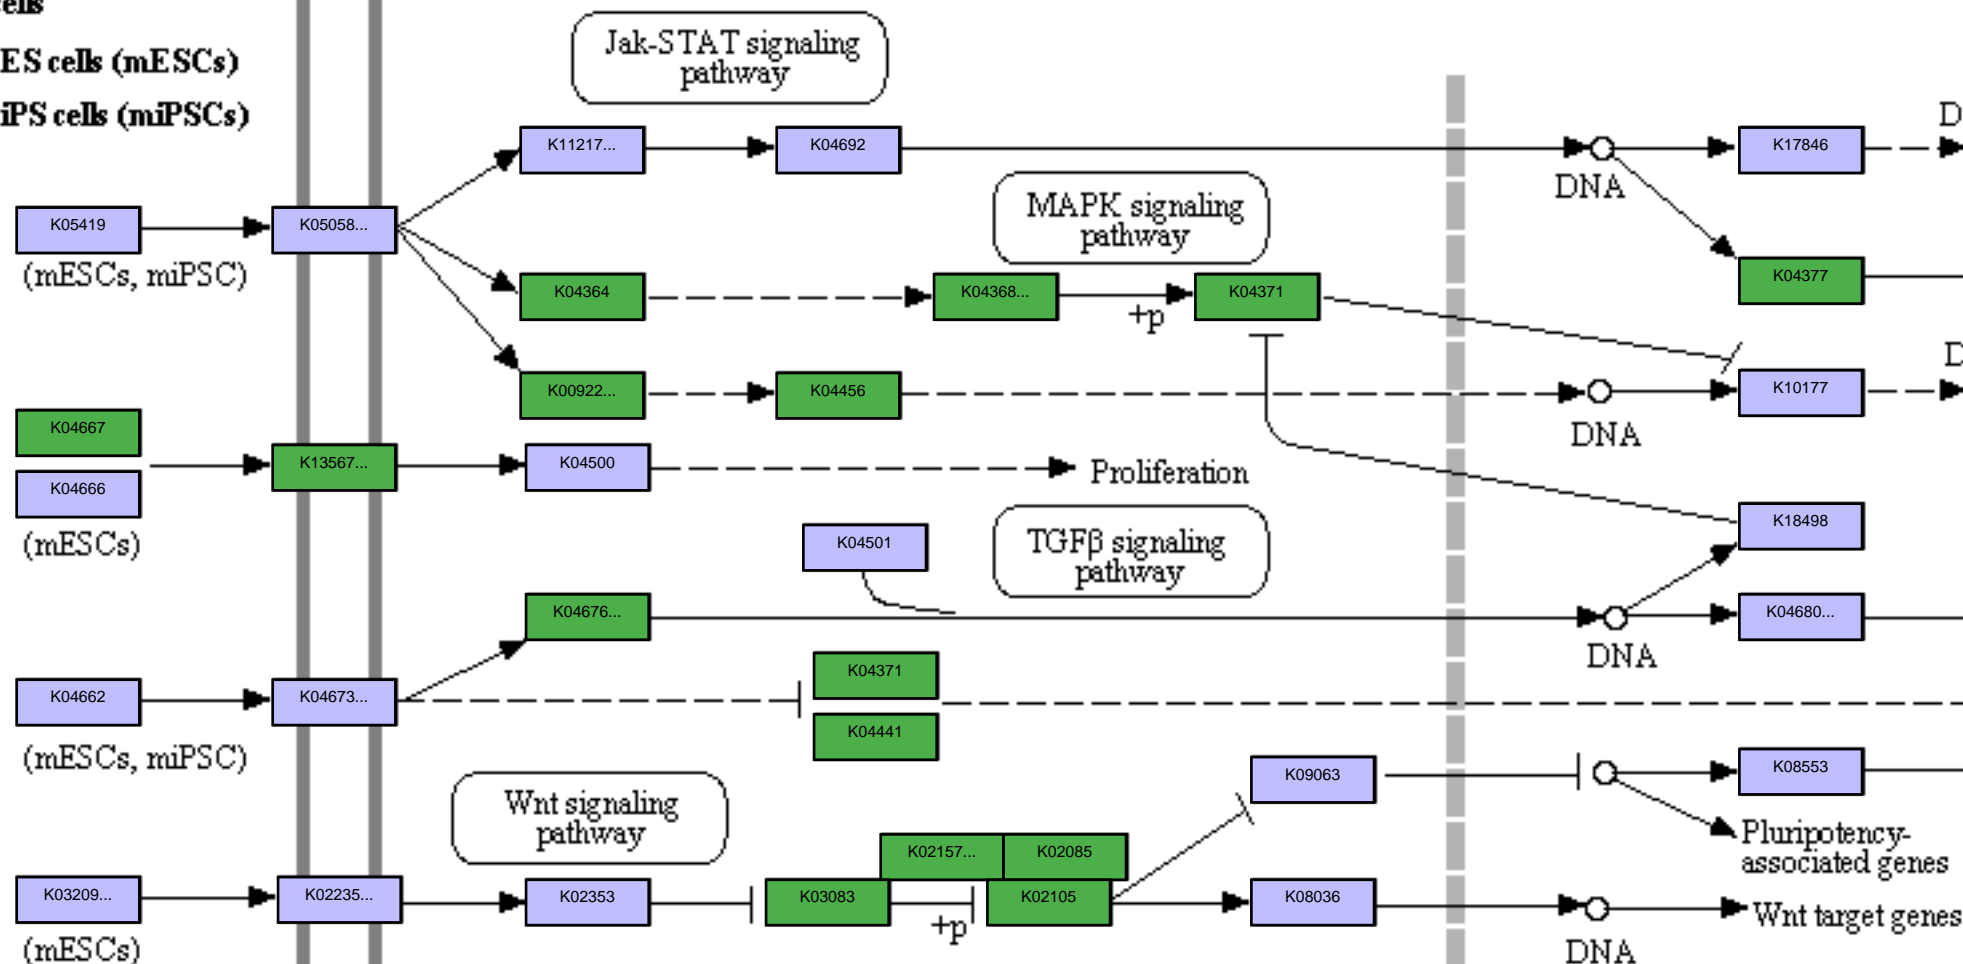 cells
ES cells (mESCs)
iPS cells (miPSCs)
Jak-STAT signaling
pathway
K11217...
K04692
K17846
D
DNA
K05419
K05058...
(mESCs, miPSC)
MAPK signaling
pathway
K04364
K04368...
+p
K04371
K04377
K00922...
K04456
DNA
K10177
D
K04667
K04666
(mESCs)
K13567...
K04500
Proliferation
K04501
TGFβ signaling
pathway
K18498
K04676...
DNA
K04680...
K04662
K04673...
(mESCs, miPSC)
K04371
K04441
K09063
K08553
Pluripotency-
associated genes
Wnt signaling
pathway
K02157...
K02085
K03209...
K02235...
(mESCs)
K02353
K03083
+p
K02105
K08036
DNA
Wnt target genes